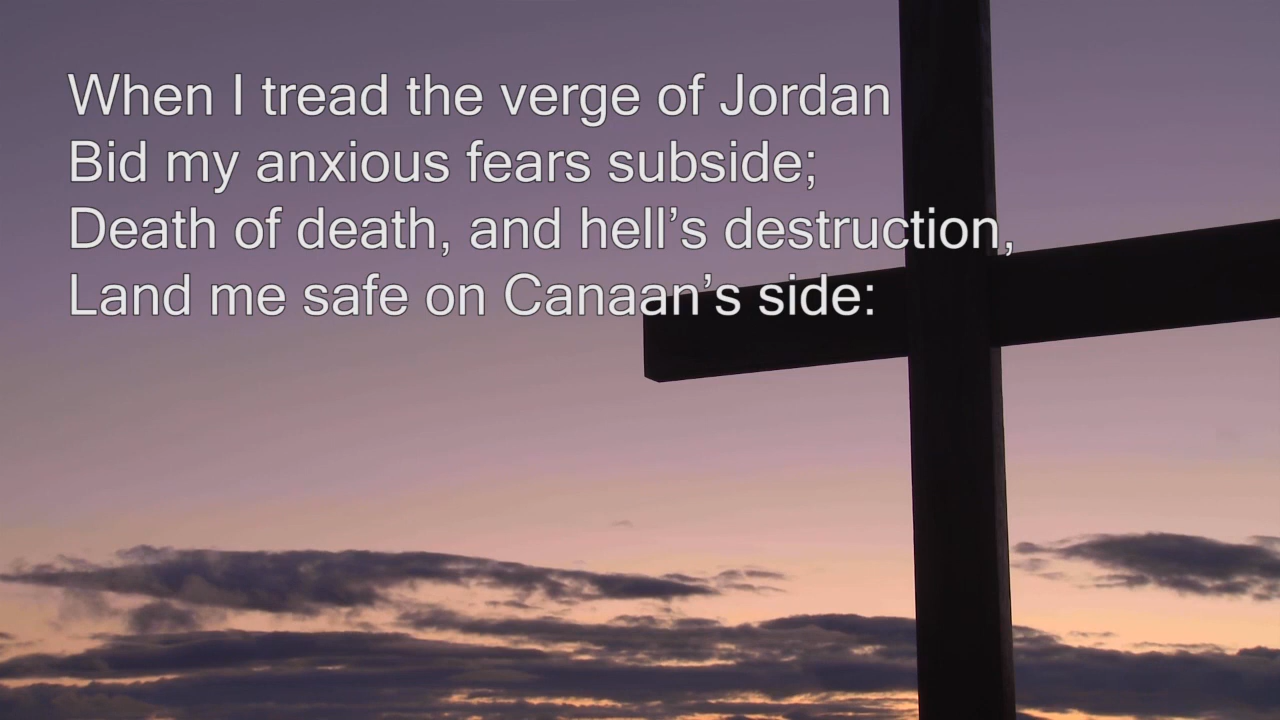 When I tread the verge of Jordan
Bid my anxious fears subside;
Death of death, and hell’s destruction,
Land me safe on Canaan’s side: